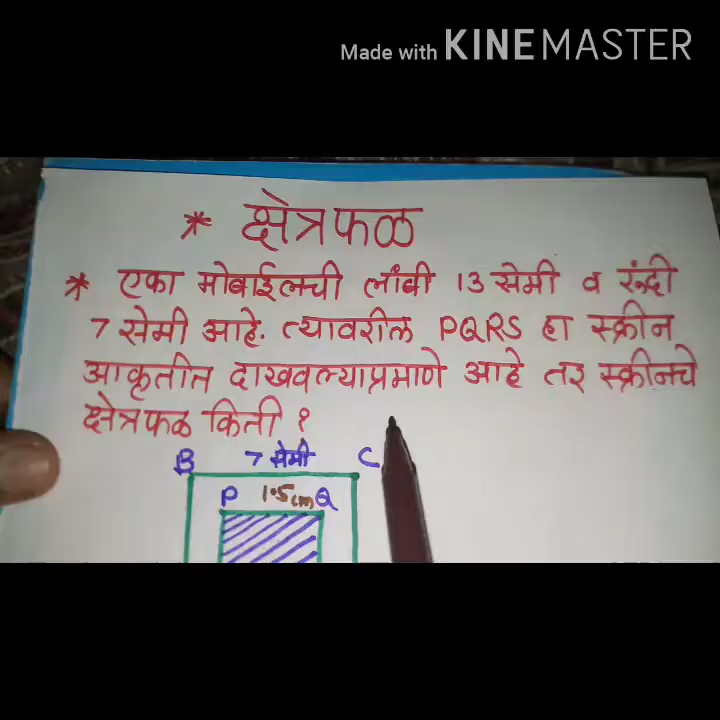 Made with KINEMASTER
* क्षेत्रफळ
* एका मोबाईलची लांबी 13 सेमी व रुंदी
7 सेमी आहे. त्यावरील PQRS हा स्क्रीन
आकृतीत दाखवल्याप्रमाणे आहे तर स्क्रीनचे
क्षेत्रफळ किती ?
B 7 सेमी C
P 1.5cm Q